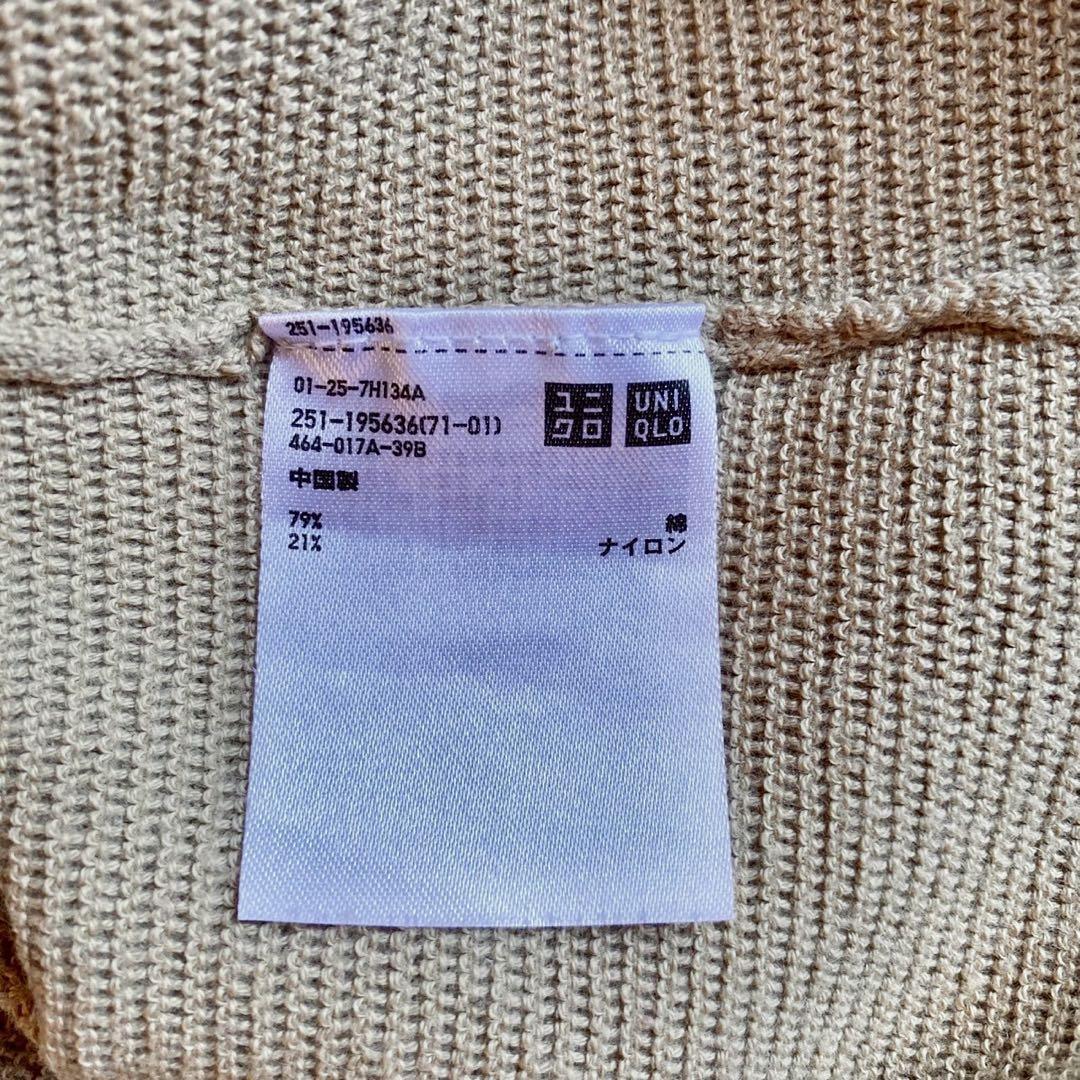 251-195636
01-25-7H134A
251-195636(71-01)
464-017A-39B
ユニクロ
UNIQLO
中国製
79% 綿
21% ナイロン